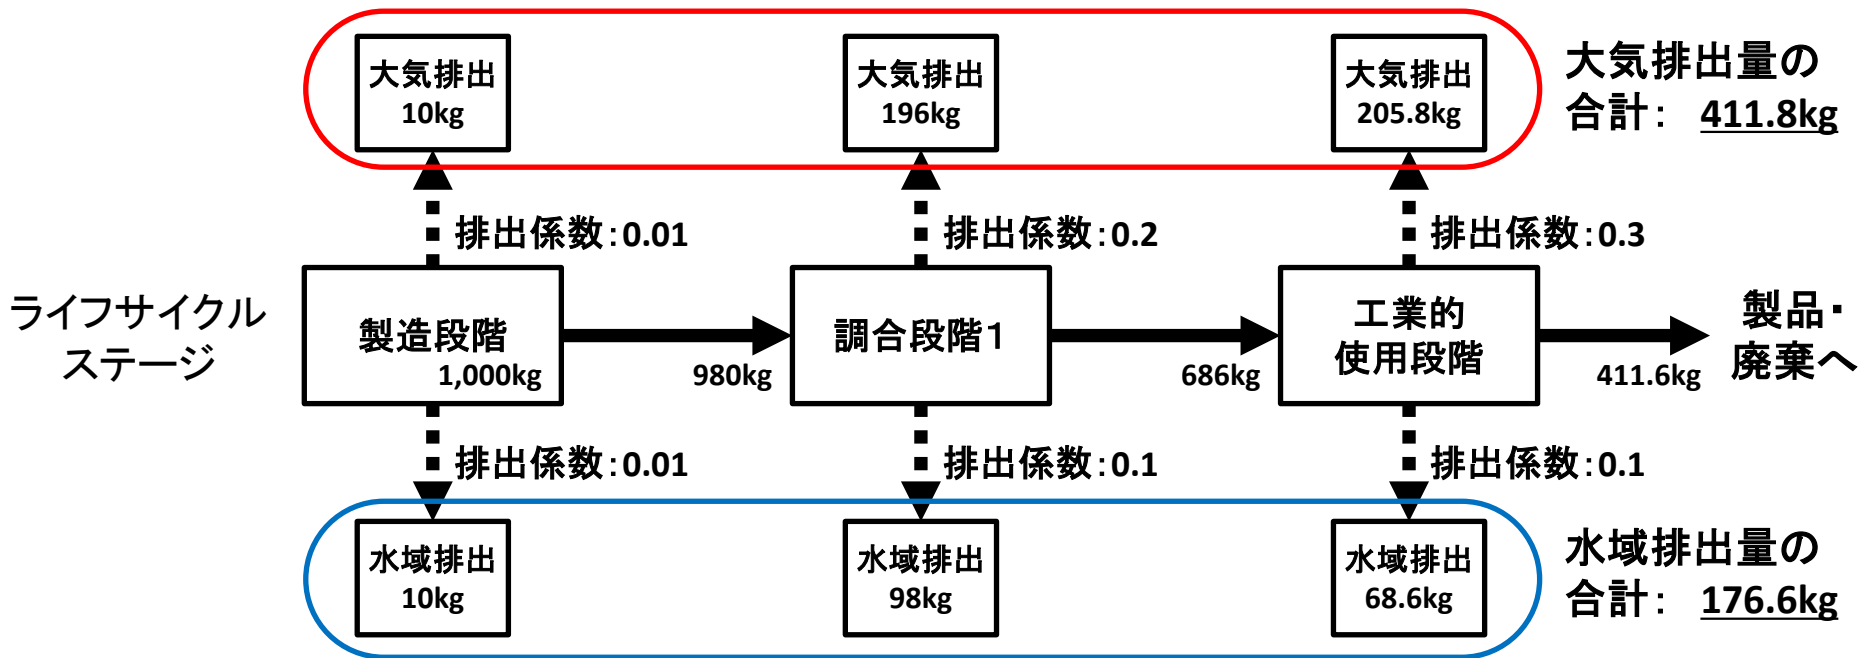 大気排出
10kg
大気排出
196kg
大気排出
205.8kg
大気排出量の
合計： 411.8kg
排出係数：0.01
排出係数：0.2
排出係数：0.3
ライフサイクル
ステージ
製造段階
1,000kg
980kg
調合段階1
686kg
工業的
使用段階
411.6kg
製品・
廃棄へ
排出係数：0.01
排出係数：0.1
排出係数：0.1
水域排出
10kg
水域排出
98kg
水域排出
68.6kg
水域排出量の
合計： 176.6kg